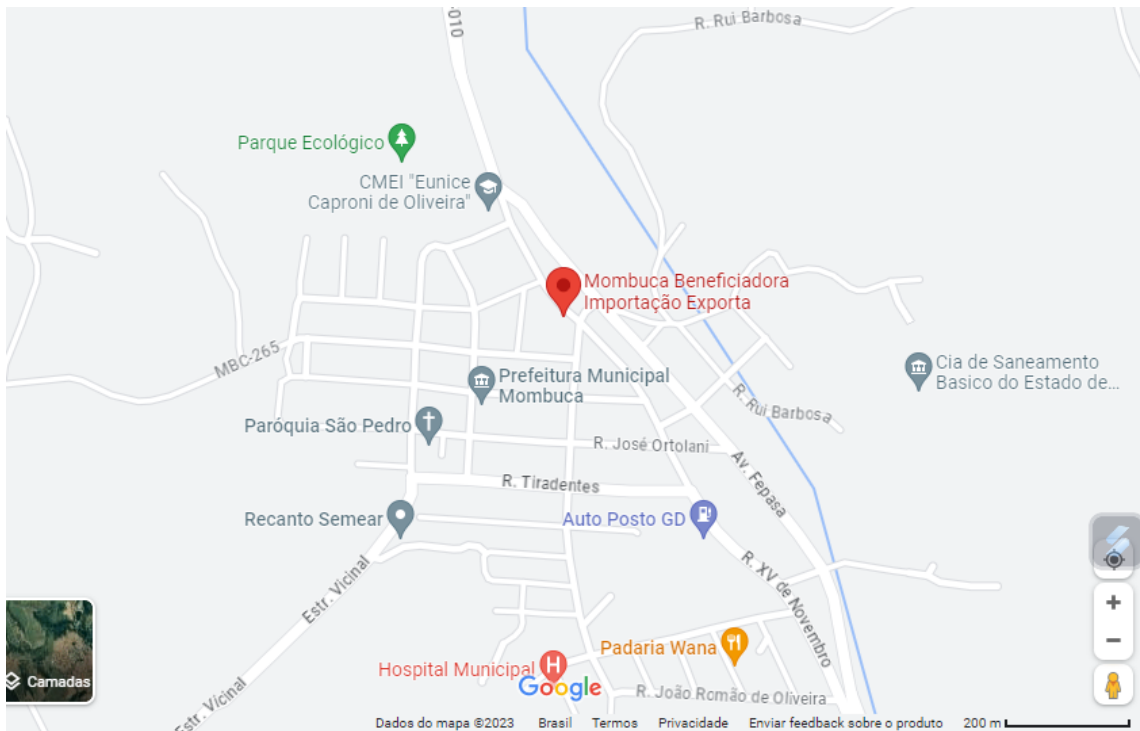 -010
R. Rui Barbosa
Parque Ecológico
CMEI "Eunice
Caproni de Oliveira"
Mombuca Beneficiadora
Importação Exporta
MBC-265
Prefeitura Municipal
Mombuca
Cia de Saneamento
Basico do Estado de...
R. Rui Barbosa
Paróquia São Pedro
R. José Ortolani
Av. Fepasa
R. Tiradentes
Recanto Semear
Auto Posto GD
Estr. Vicinal
R. XV de Novembro
Padaria Wana
Hospital Municipal
H
Google
R. João Romão de Oliveira
Estr. Vicinal
Camadas
+
−
Dados do mapa ©2023 Brasil Termos Privacidade Enviar feedback sobre o produto 200 m